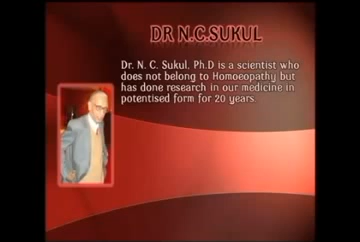 DR N.C.SUKUL
Dr. N. C. Sukul, Ph.D is a scientist who
does not belong to Homoeopathy but
has done research in our medicine in
potentised form for 20 years.